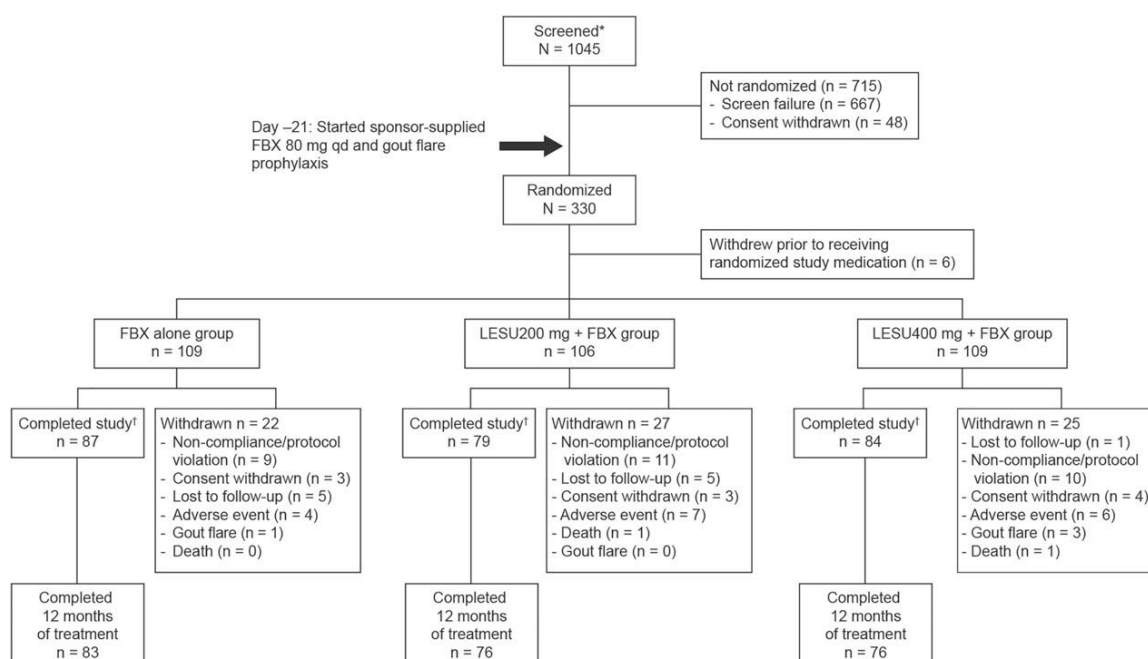 Screened*
N = 1045
Not randomized (n = 715)
- Screen failure (n = 667)
- Consent withdrawn (n = 48)
Day –21: Started sponsor-supplied
FBX 80 mg qd and gout flare
prophylaxis
Randomized
N = 330
Withdrew prior to receiving
randomized study medication (n = 6)
FBX alone group
n = 109
LESU200 mg + FBX group
n = 106
LESU400 mg + FBX group
n = 109
Completed study†
n = 87
Withdrawn n = 22
- Non-compliance/protocol
violation (n = 9)
- Consent withdrawn (n = 3)
- Lost to follow-up (n = 5)
- Adverse event (n = 4)
- Gout flare (n = 1)
- Death (n = 0)
Completed study†
n = 79
Withdrawn n = 27
- Non-compliance/protocol
violation (n = 11)
- Lost to follow-up (n = 5)
- Consent withdrawn (n = 3)
- Adverse event (n = 7)
- Death (n = 1)
- Gout flare (n = 0)
Completed study†
n = 84
Withdrawn n = 25
- Lost to follow-up (n = 1)
- Non-compliance/protocol
violation (n = 10)
- Consent withdrawn (n = 4)
- Adverse event (n = 6)
- Gout flare (n = 3)
- Death (n = 1)
Completed
12 months
of treatment
n = 83
Completed
12 months
of treatment
n = 76
Completed
12 months
of treatment
n = 76